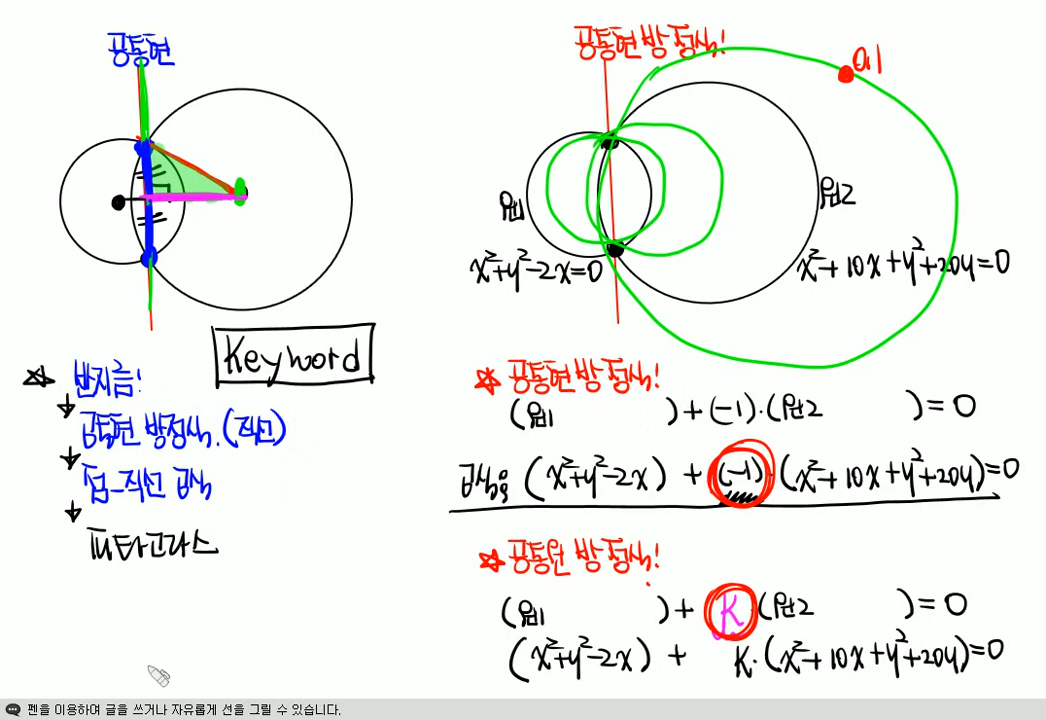 공통현
Keyword
☆ 반지름!
↓
공통현 방정식.(직선)
↓
점_직선 공식
↓
피타고라스
공통현 방정식!
0,1
원1
원2
x²+y²-2x=0
x²+10x+y²+20y=0
☆ 공통현 방정식!
(원1 )+(-1)·(원2 )=0
공식응 (x²+y²-2x) + (-1)·(x²+10x+y²+20y)=0
☆ 공통원 방정식!
(원1 )+ K (원2 )=0
(x²+y²-2x) + K·(x²+10x+y²+20y)=0
펜을 이용하여 글을 쓰거나 자유롭게 선을 그릴 수 있습니다.